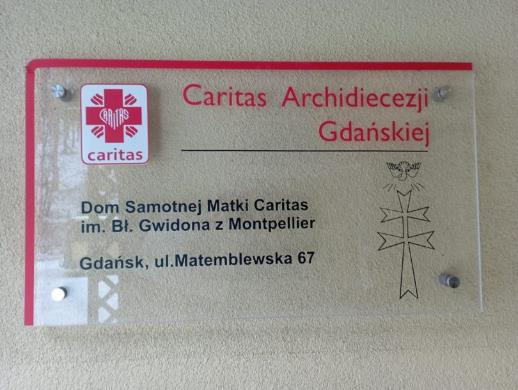 CARITAS
caritas
Caritas Archidiecezji
Gdańskiej
Dom Samotnej Matki Caritas
im. Bł. Gwidona z Montpellier
Gdańsk, ul.Matemblewska 67